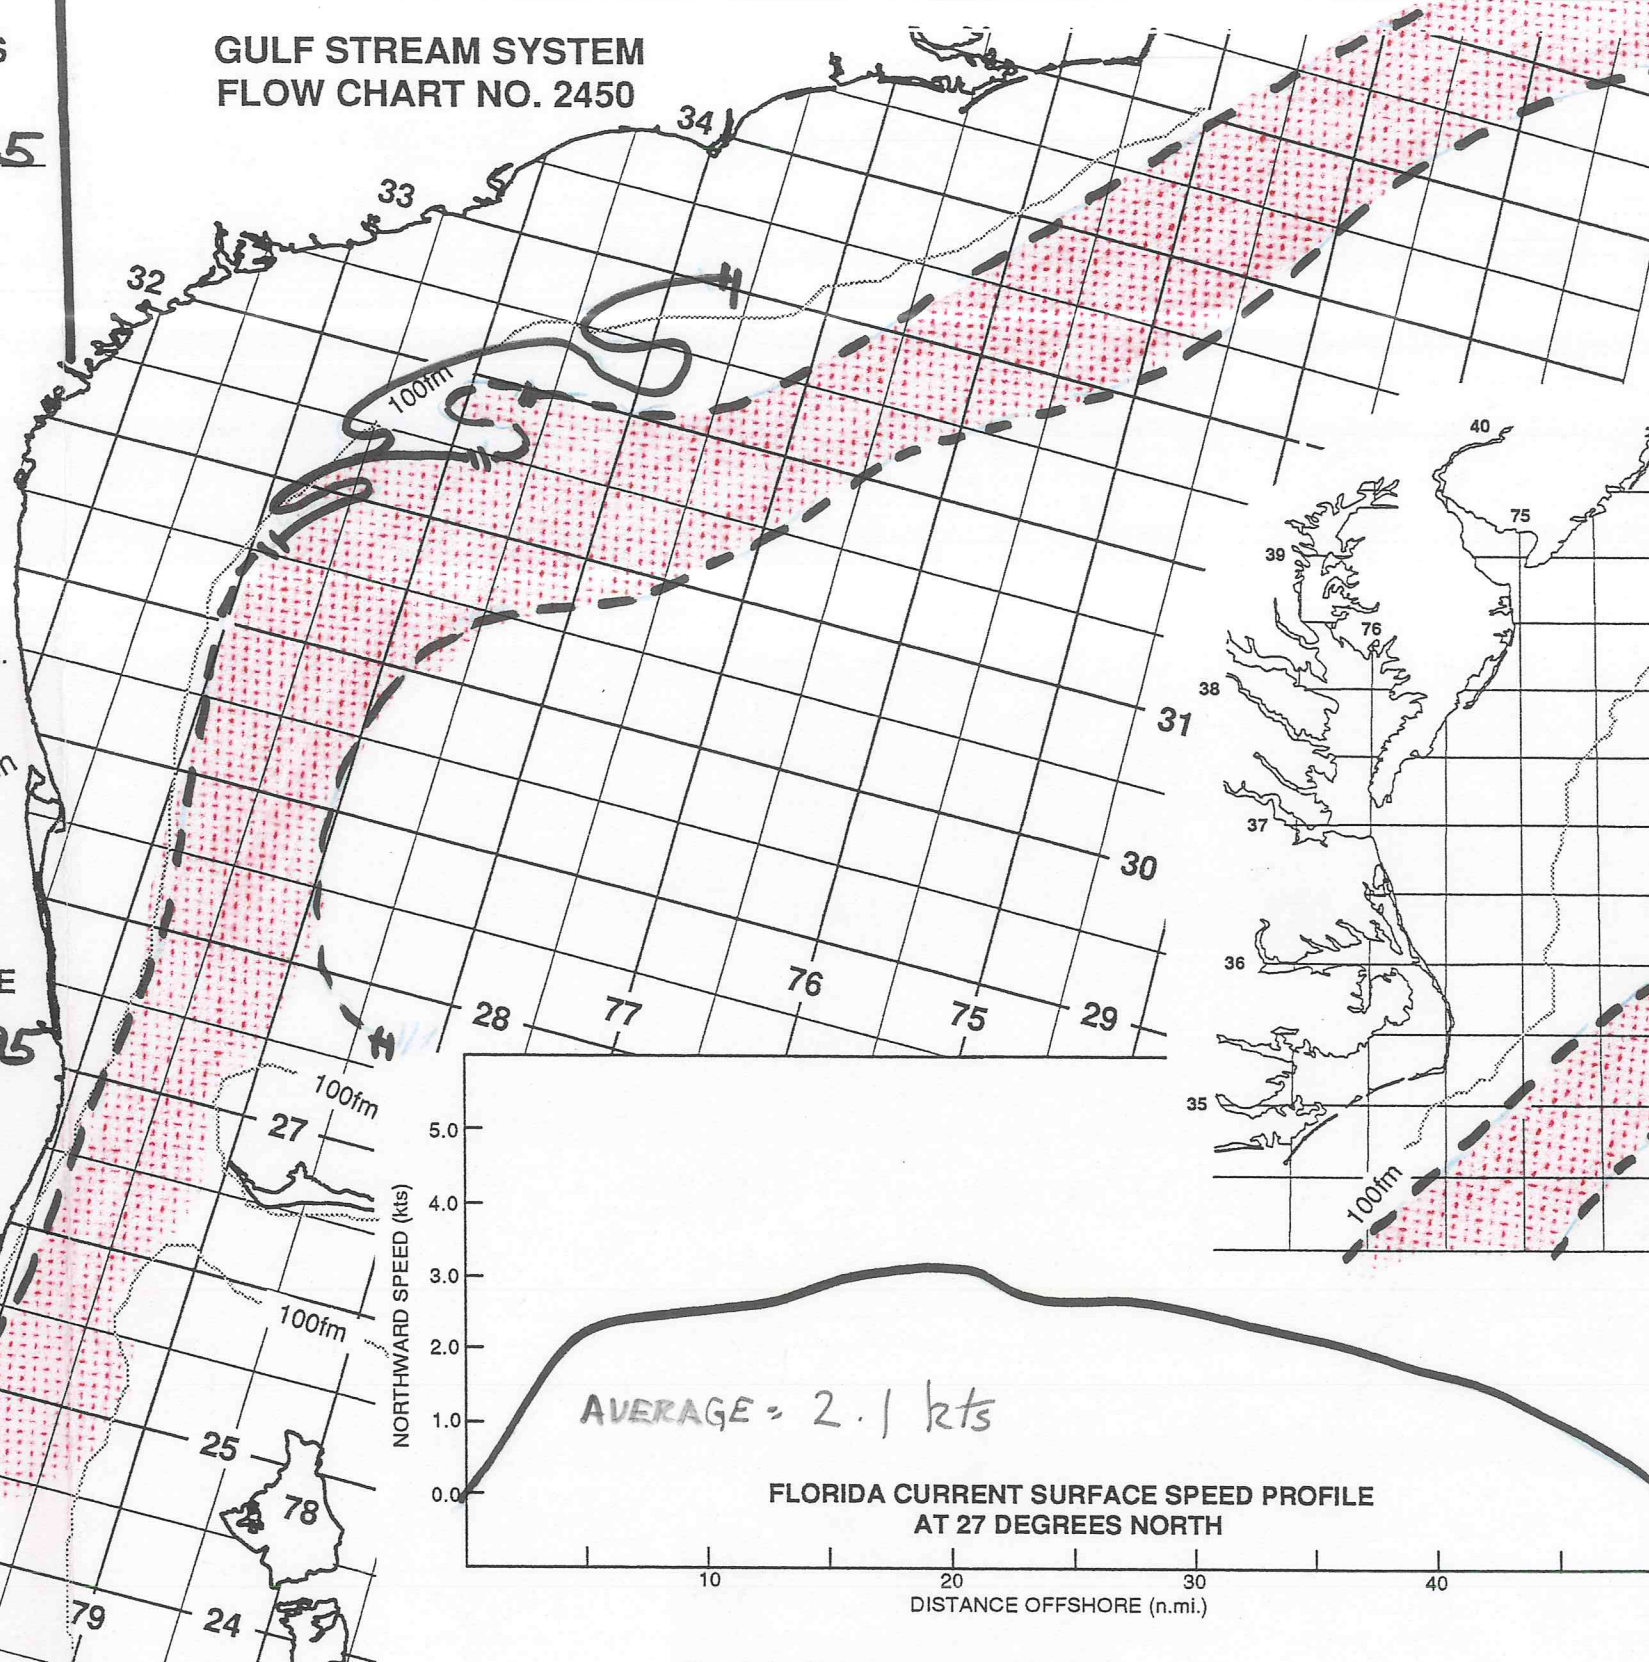 GULF STREAM SYSTEM
FLOW CHART NO. 2450
S
5
34
33
32
100fm
E
95
31
30
29
28
77
76
75
100fm
27
100fm
25
78
79
24
40
75
39
76
38
37
36
35
100fm
5.0
4.0
3.0
2.0
1.0
0.0
NORTHWARD SPEED (kts)
AVERAGE = 2.1 kts
FLORIDA CURRENT SURFACE SPEED PROFILE
AT 27 DEGREES NORTH
10 20 30 40
DISTANCE OFFSHORE (n.mi.)